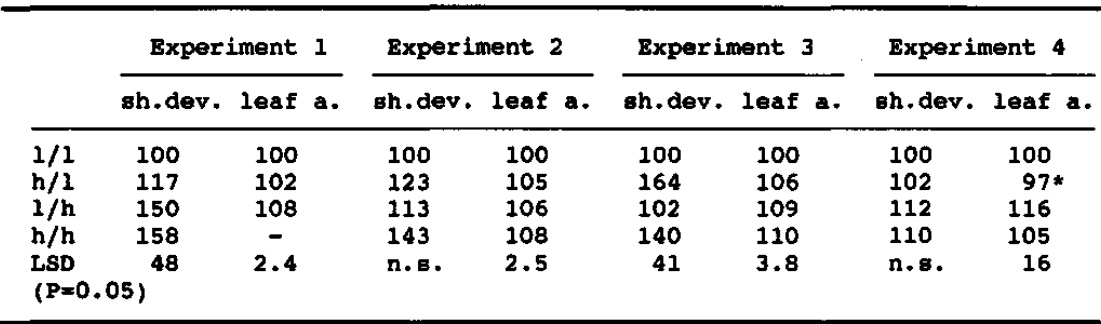 Experiment 1 Experiment 2 Experiment 3 Experiment 4
sh.dev. leaf a. sh.dev. leaf a. sh.dev. leaf a. sh.dev. leaf a.
l/l 100 100 100 100 100 100 100 100
h/l 117 102 123 105 164 106 102 97*
l/h 150 108 113 106 102 109 112 116
h/h 158 - 143 108 140 110 110 105
LSD 48 2.4 n.s. 2.5 41 3.8 n.s. 16
(P=0.05)